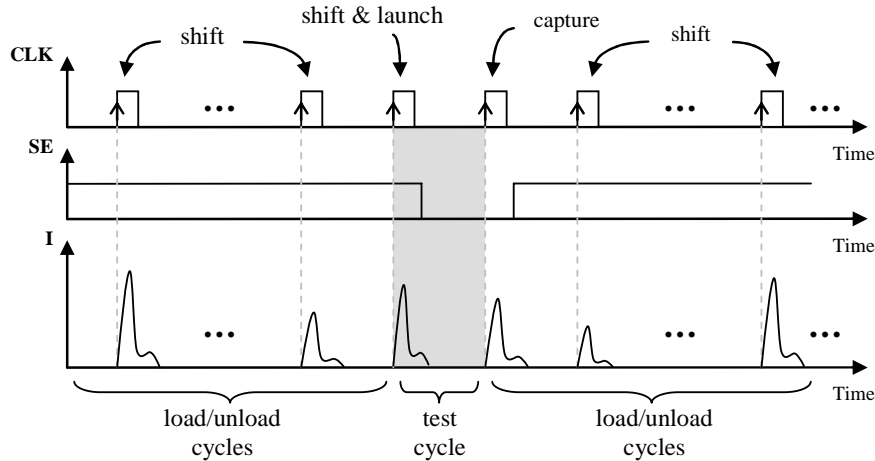 shift & launch
shift
capture
shift
CLK
...
...
...
Time
SE
Time
I
...
...
...
Time
load/unload
cycles
test
cycle
load/unload
cycles